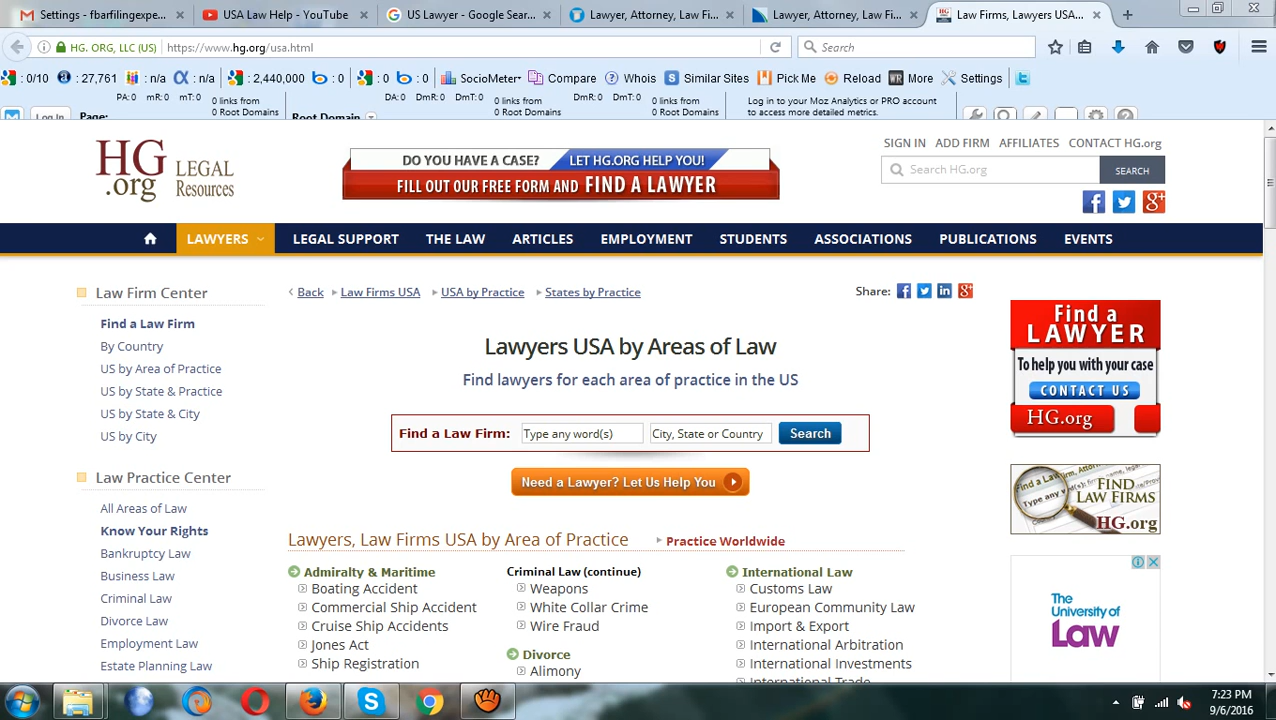 Settings - tbarfilingexpe...
USA Law Help - YouTube
US Lawyer - Google Sear...
Lawyer, Attorney, Law Fi...
Lawyer, Attorney, Law Fi...
Law Firms, Lawyers USA...
HG. ORG, LLC (US)
https://www.hg.org/usa.html
Search
: 0/10
: 27,761
: n/a
: n/a
: 2,440,000
: 0
: 0
: 0
SocioMeter
Compare
Whois
Similar Sites
Pick Me
Reload
More
Settings
PA: 0 mR: 0 mT: 0
0 links from
0 Root Domains
0 links from
0 Root Domains
DA: 0 DmR: 0 DmT: 0
0 links from
0 Root Domains
DmR: 0 DmT: 0
0 links from
0 Root Domains
Log in to your Moz Analytics or PRO account
to access more detailed metrics.
Log In
Page:
Root Domain
HG
.org
LEGAL
Resources
DO YOU HAVE A CASE? LET HG.ORG HELP YOU!
FILL OUT OUR FREE FORM AND FIND A LAWYER
SIGN IN ADD FIRM AFFILIATES CONTACT HG.org
Search HG.org
SEARCH
LAWYERS LEGAL SUPPORT THE LAW ARTICLES EMPLOYMENT STUDENTS ASSOCIATIONS PUBLICATIONS EVENTS
Law Firm Center
Find a Law Firm
By Country
US by Area of Practice
US by State & Practice
US by State & City
US by City
Law Practice Center
All Areas of Law
Know Your Rights
Bankruptcy Law
Business Law
Criminal Law
Divorce Law
Employment Law
Estate Planning Law
Back Law Firms USA USA by Practice States by Practice
Share:
Lawyers USA by Areas of Law
Find lawyers for each area of practice in the US
Find a Law Firm: Type any word(s) City, State or Country Search
Need a Lawyer? Let Us Help You
Lawyers, Law Firms USA by Area of Practice
Practice Worldwide
Admiralty & Maritime
Boating Accident
Commercial Ship Accident
Cruise Ship Accidents
Jones Act
Ship Registration
Criminal Law (continue)
Weapons
White Collar Crime
Wire Fraud
Divorce
Alimony
International Law
Customs Law
European Community Law
Import & Export
International Arbitration
International Investments
International Trade
Find a
LAWYER
To help you with your case
CONTACT US
HG.org
FIND
LAW FIRMS
HG.org
The
University of
Law
7:23 PM
9/6/2016